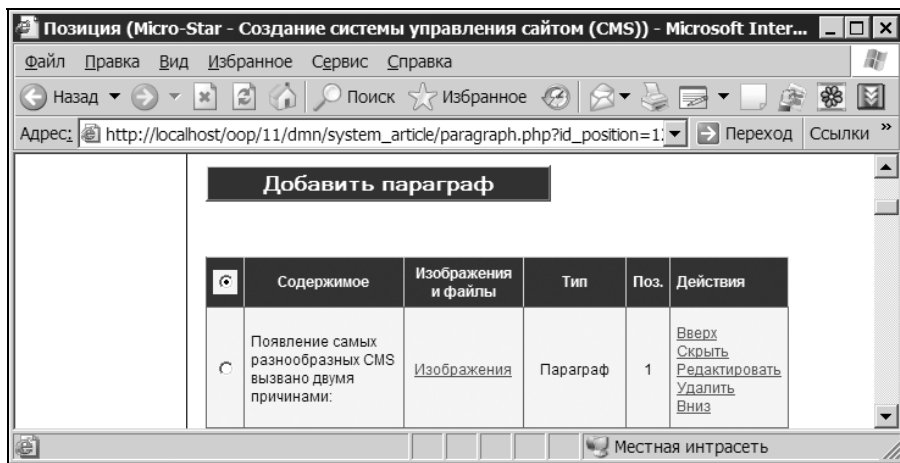 Позиция (Micro-Star - Создание системы управления сайтом (CMS)) - Microsoft Inter...
Файл Правка Вид Избранное Сервис Справка
Назад Поиск Избранное
Адрес: http://localhost/oop/11/dmn/system_article/paragraph.php?id_position=1 Переход Ссылки »
Добавить параграф
Содержимое
Изображения
и файлы
Тип
Поз.
Действия
Появление самых
разнообразных CMS
вызвано двумя
причинами:
Изображения
Параграф
1
Вверх
Скрыть
Редактировать
Удалить
Вниз
Местная интрасеть